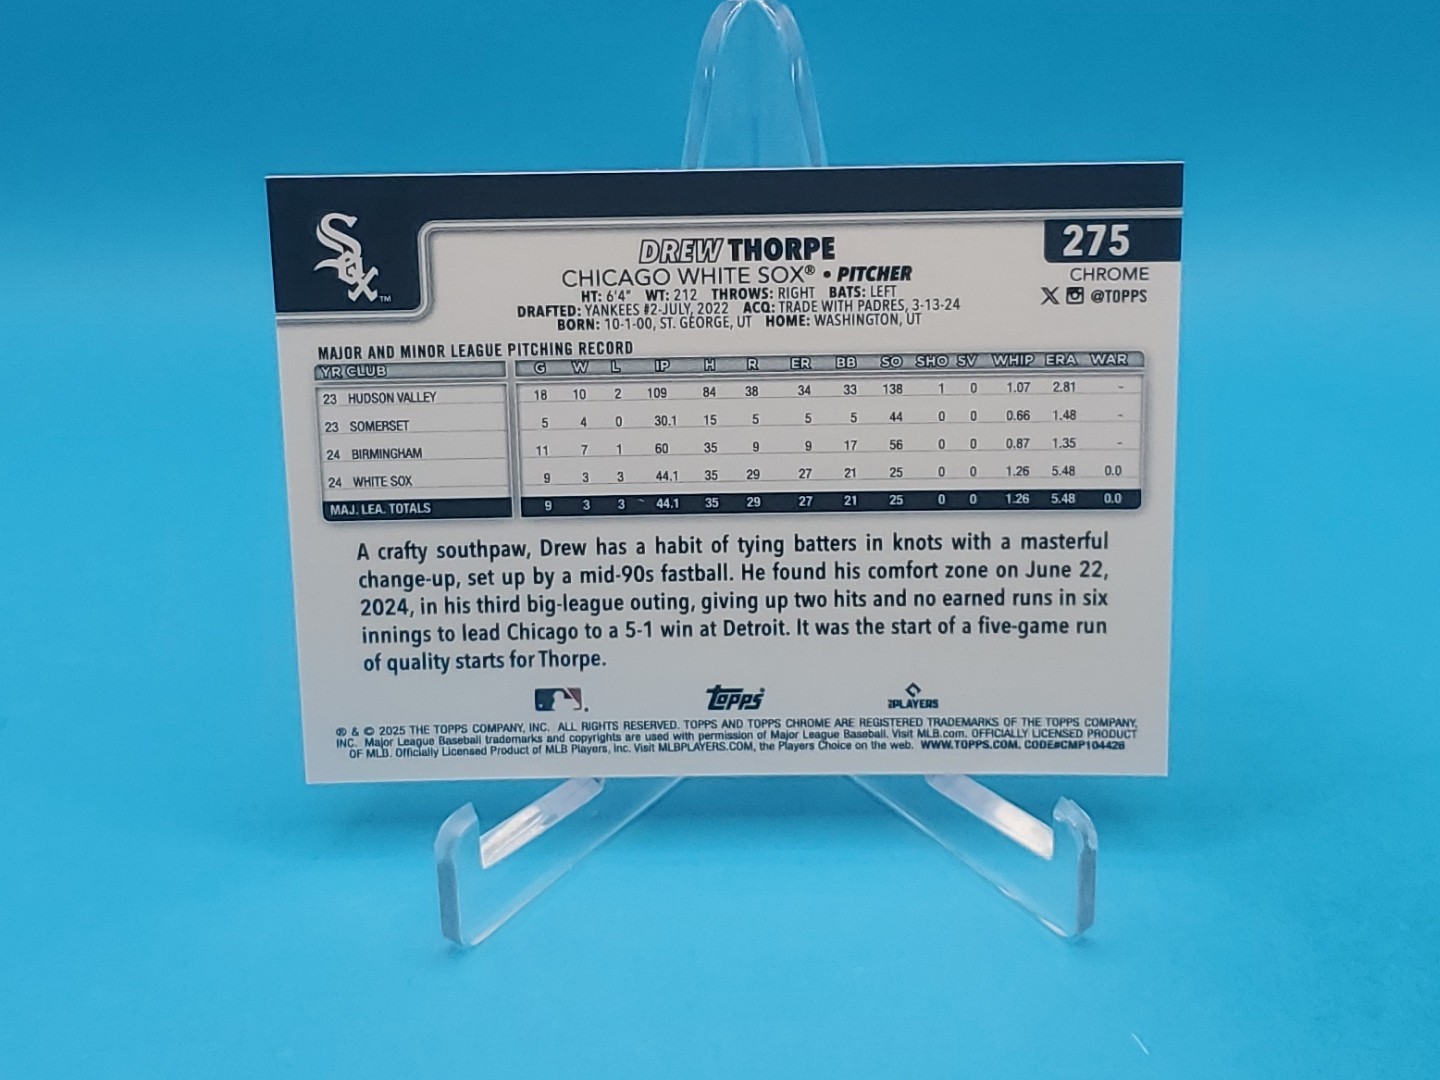 Sox
TM
275
CHROME
@TOPPS
DREW THORPE
CHICAGO WHITE SOX® • PITCHER
HT: 6'4" WT: 212 THROWS: RIGHT BATS: LEFT
DRAFTED: YANKEES #2-JULY, 2022 ACQ: TRADE WITH PADRES, 3-13-24
BORN: 10-1-00, ST. GEORGE, UT HOME: WASHINGTON, UT
MAJOR AND MINOR LEAGUE PITCHING RECORD
YR CLUB G W L IP H R ER BB SO SHO SV WHIP ERA WAR
23 HUDSON VALLEY 18 10 2 109 84 38 34 33 138 1 0 1.07 2.81 -
23 SOMERSET 5 4 0 30.1 15 5 5 5 44 0 0 0.66 1.48 -
24 BIRMINGHAM 11 7 1 60 35 9 9 17 56 0 0 0.87 1.35 -
24 WHITE SOX 9 3 3 44.1 35 29 27 21 25 0 0 1.26 5.48 0.0
MAJ. LEA. TOTALS 9 3 3 44.1 35 29 27 21 25 0 0 1.26 5.48 0.0
A crafty southpaw, Drew has a habit of tying batters in knots with a masterful
change-up, set up by a mid-90s fastball. He found his comfort zone on June 22,
2024, in his third big-league outing, giving up two hits and no earned runs in six
innings to lead Chicago to a 5-1 win at Detroit. It was the start of a five-game run
of quality starts for Thorpe.
Topps
PLAYERS
® & © 2025 THE TOPPS COMPANY, INC. ALL RIGHTS RESERVED. TOPPS AND TOPPS CHROME ARE REGISTERED TRADEMARKS OF THE TOPPS COMPANY,
INC. Major League Baseball trademarks and copyrights are used with permission of Major League Baseball. Visit MLB.com. OFFICIALLY LICENSED PRODUCT
OF MLB. Officially Licensed Product of MLB Players, Inc. Visit MLBPLAYERS.COM, the Players Choice on the web. WWW.TOPPS.COM. CODE#CMP104426